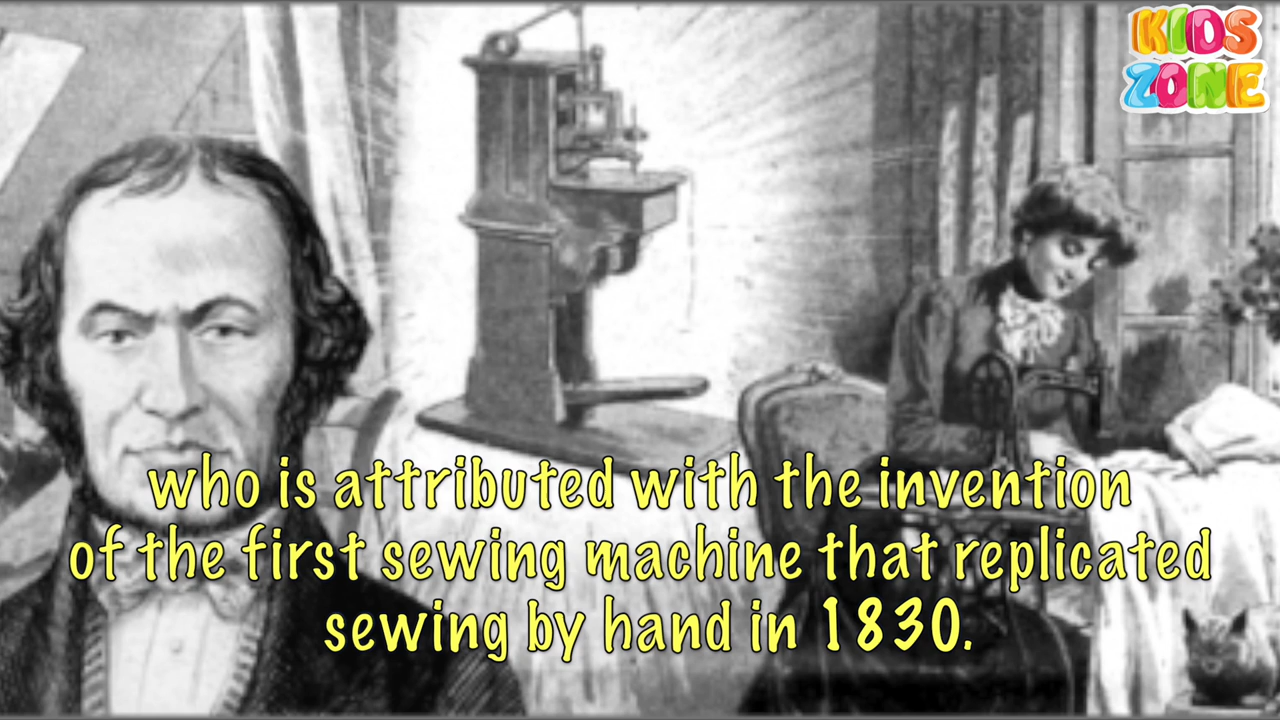 KIDS
ZONE
who is attributed with the invention
of the first sewing machine that replicated
sewing by hand in 1830.